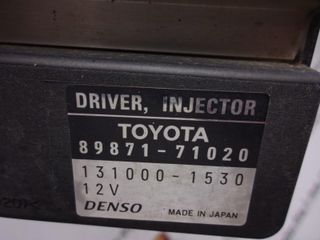 DRIVER, INJECTOR
TOYOTA
89871-71020
131000-1530
12V
DENSO MADE IN JAPAN